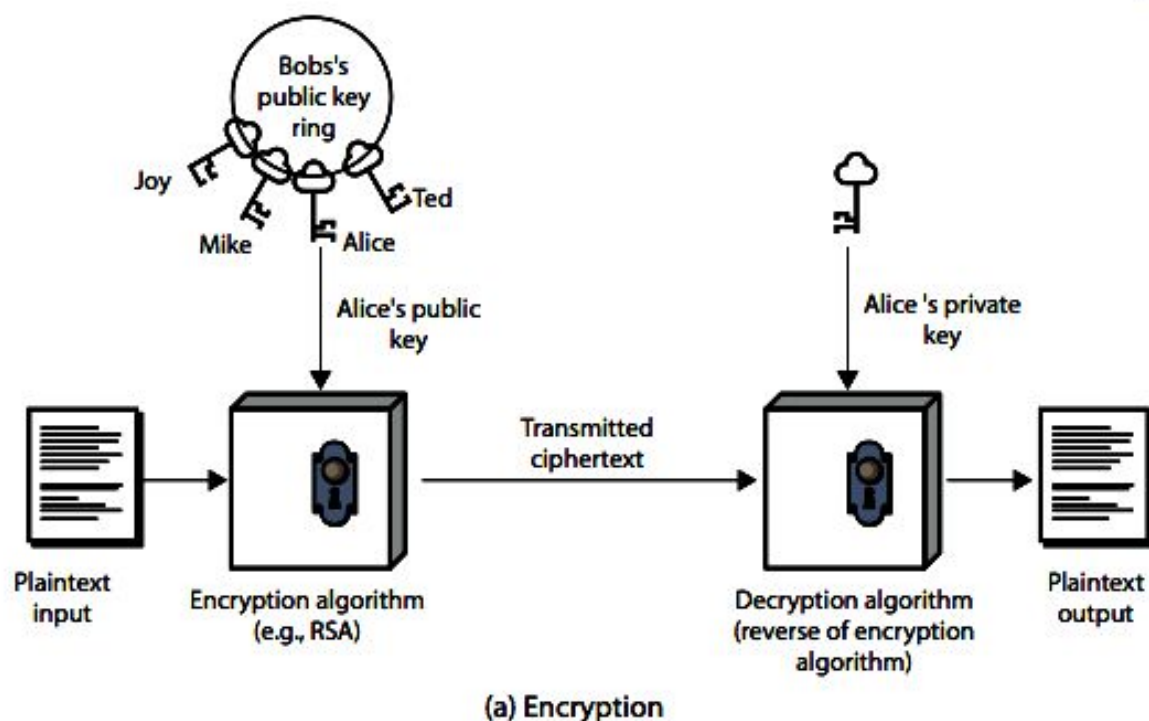 Bobs's
public key
ring
Joy
Ted
Mike
Alice
Alice's public
key
Alice 's private
key
Transmitted
ciphertext
Plaintext
input
Encryption algorithm
(e.g., RSA)
Decryption algorithm
(reverse of encryption
algorithm)
Plaintext
output
(a) Encryption